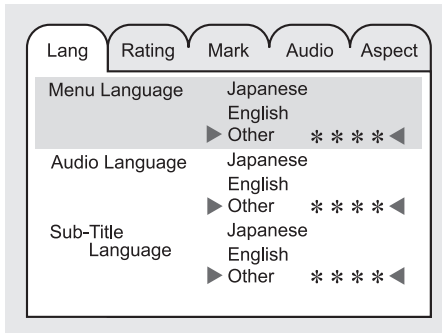 Lang Rating Mark Audio Aspect
Menu Language Japanese
English
▶ Other ＊＊＊＊ ◀
Audio Language Japanese
English
▶ Other ＊＊＊＊ ◀
Sub-Title Japanese
Language English
▶ Other ＊＊＊＊ ◀